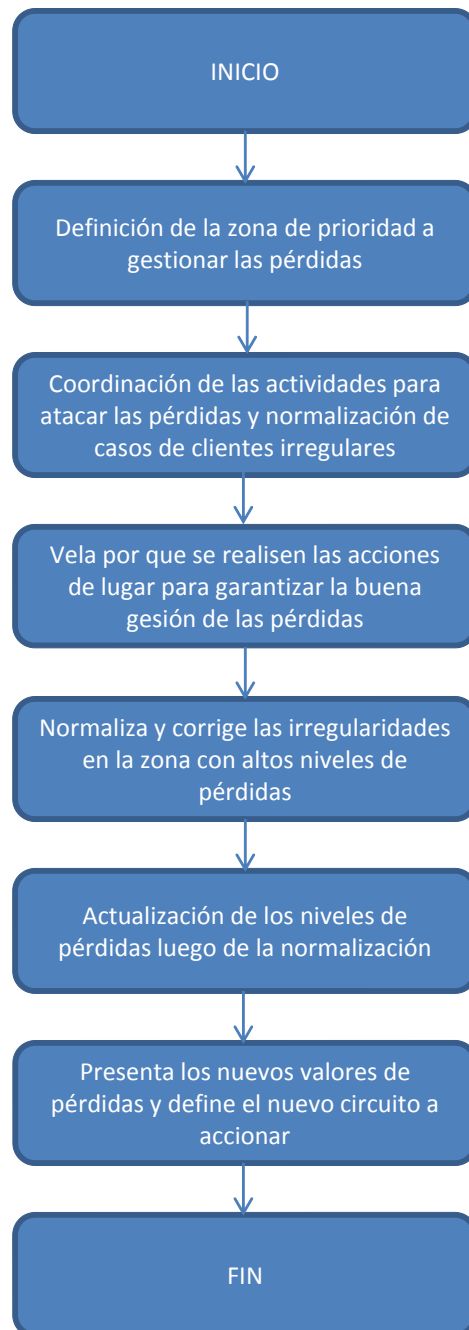 INICIO
Definición de la zona de prioridad a
gestionar las pérdidas
Coordinación de las actividades para
atacar las pérdidas y normalización de
casos de clientes irregulares
Vela por que se realisen las acciones
de lugar para garantizar la buena
gesión de las pérdidas
Normaliza y corrige las irregularidades
en la zona con altos niveles de
pérdidas
Actualización de los niveles de
pérdidas luego de la normalización
Presenta los nuevos valores de
pérdidas y define el nuevo circuito a
accionar
FIN